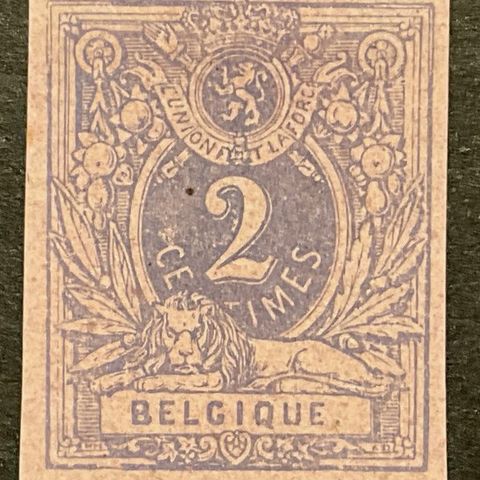 L'UNION FAIT LA FORCE
2
CENTIMES
BELGIQUE